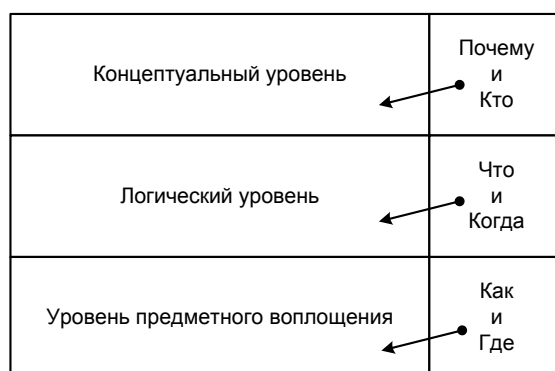 Концептуальный уровень
Почему
и
Кто
Логический уровень
Что
и
Когда
Уровень предметного воплощения
Как
и
Где